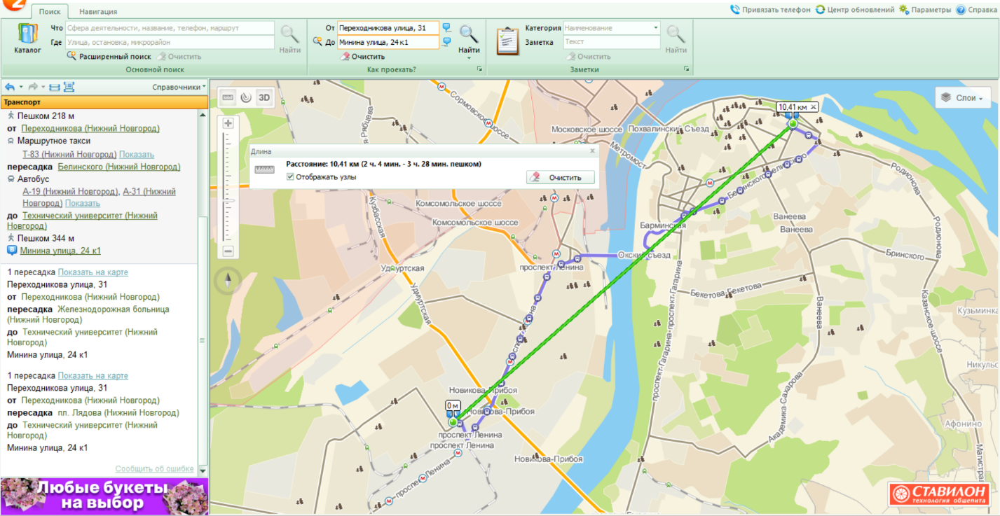 2
Поиск
Навигация
Привязать телефон
Центр обновлений
Параметры
Справка
Каталог
Что Сфера деятельности, название, телефон, маршрут
Где Улица, остановка, микрорайон
Найти
Расширенный поиск
Очистить
Основной поиск
От Переходникова улица, 31
До Минина улица, 24 к1
Найти
Очистить
Как проехать?
Категория Наименование
Заметка Текст
Найти
Очистить
Заметки
Справочники
Транспорт
Пешком 218 м
от Переходникова (Нижний Новгород)
Маршрутное такси
Т-83 (Нижний Новгород) Показать
пересадка Белинского (Нижний Новгород)
Автобус
А-19 (Нижний Новгород), А-31 (Нижний
Новгород) Показать
до Технический университет (Нижний
Новгород)
Пешком 344 м
Минина улица, 24 к1
1 пересадка Показать на карте
Переходникова улица, 31
от Переходникова (Нижний Новгород)
пересадка Железнодорожная больница
(Нижний Новгород)
до Технический университет (Нижний
Новгород)
Минина улица, 24 к1
1 пересадка Показать на карте
Переходникова улица, 31
от Переходникова (Нижний Новгород)
пересадка пл. Лядова (Нижний Новгород)
до Технический университет (Нижний
Новгород)
Минина улица, 24 к1
Сообщить об ошибке
Любые букеты
на выбор
3D
Слои
10,41 км
Длина
Расстояние: 10,41 км (2 ч. 4 мин. - 3 ч. 28 мин. пешком)
Отображать узлы
Очистить
Сормовское шоссе
Рябцева
Московское шоссе
Похвалинский Съезд
Метромост
Белинского
Родионова
Родионова
Кузбасская
Комсомольское шоссе
Комсомольское шоссе
Барминская
Ванеева
Ванеева
Окский съезд
Бринского
Удмуртская
проспект Ленина
Удмуртская
проспект-Гагарина-проспект-Гагарина
Бекетова
Бекетова
Ванеева
Казанское шоссе
Кузьминка
Никульс
Новикова-Прибоя
0 м
Новикова-Прибоя
проспект Ленина
проспект Ленина
Новикова-Прибоя
проспект Ленина
Академика-Сахарова
Афонино
Магистра
СТАВИЛОН
технология общепита